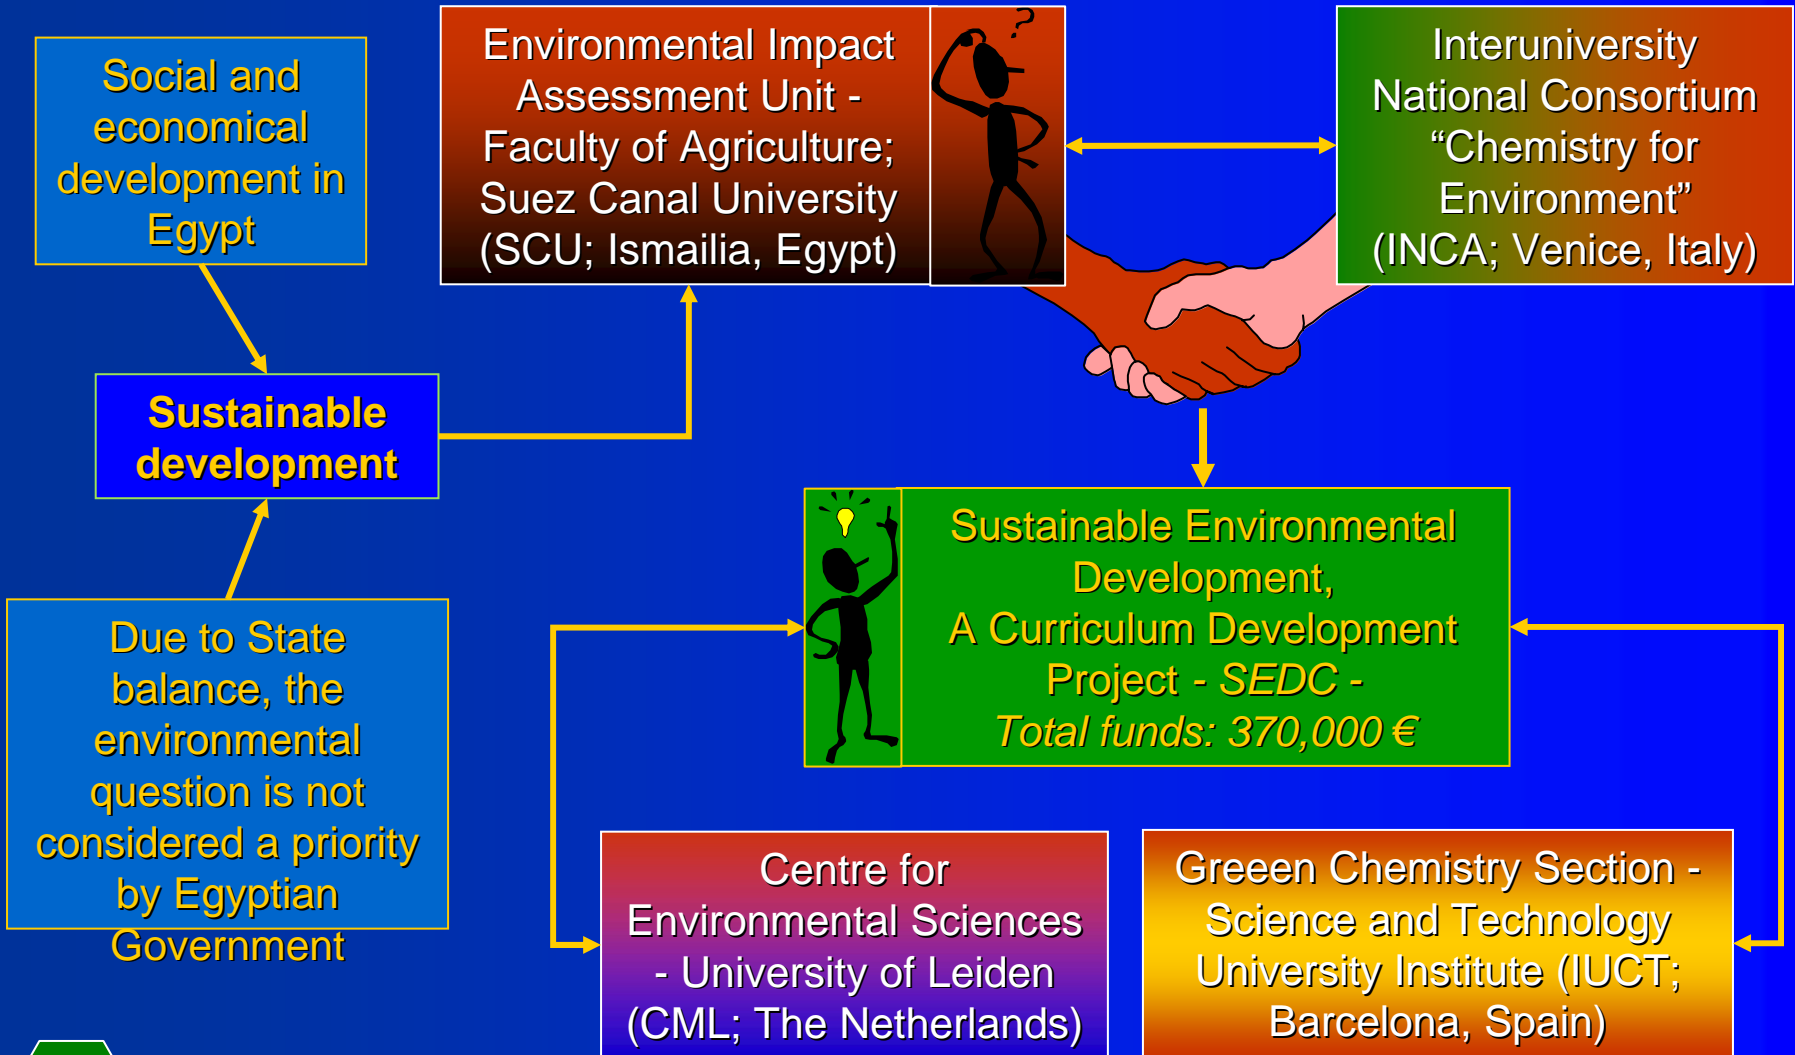 Social and
economical
development in
Egypt
Environmental Impact
Assessment Unit -
Faculty of Agriculture;
Suez Canal University
(SCU; Ismailia, Egypt)
?
Interuniversity
National Consortium
“Chemistry for
Environment”
(INCA; Venice, Italy)
Sustainable
development
Due to State
balance, the
environmental
question is not
considered a priority
by Egyptian
Government
Sustainable Environmental
Development,
A Curriculum Development
Project - SEDC -
Total funds: 370,000 €
Centre for
Environmental Sciences
- University of Leiden
(CML; The Netherlands)
Greeen Chemistry Section -
Science and Technology
University Institute (IUCT;
Barcelona, Spain)